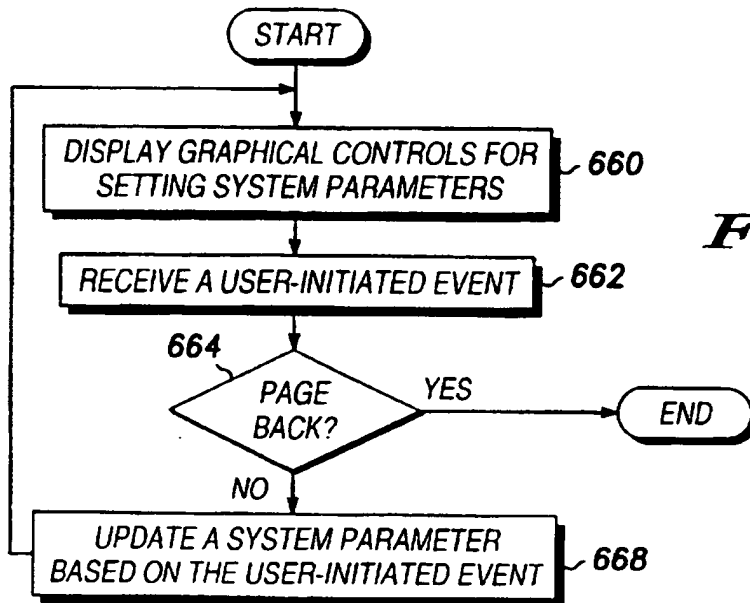 START
DISPLAY GRAPHICAL CONTROLS FOR
SETTING SYSTEM PARAMETERS
660
F
RECEIVE A USER-INITIATED EVENT
662
664
PAGE
BACK?
YES
END
NO
UPDATE A SYSTEM PARAMETER
BASED ON THE USER-INITIATED EVENT
668